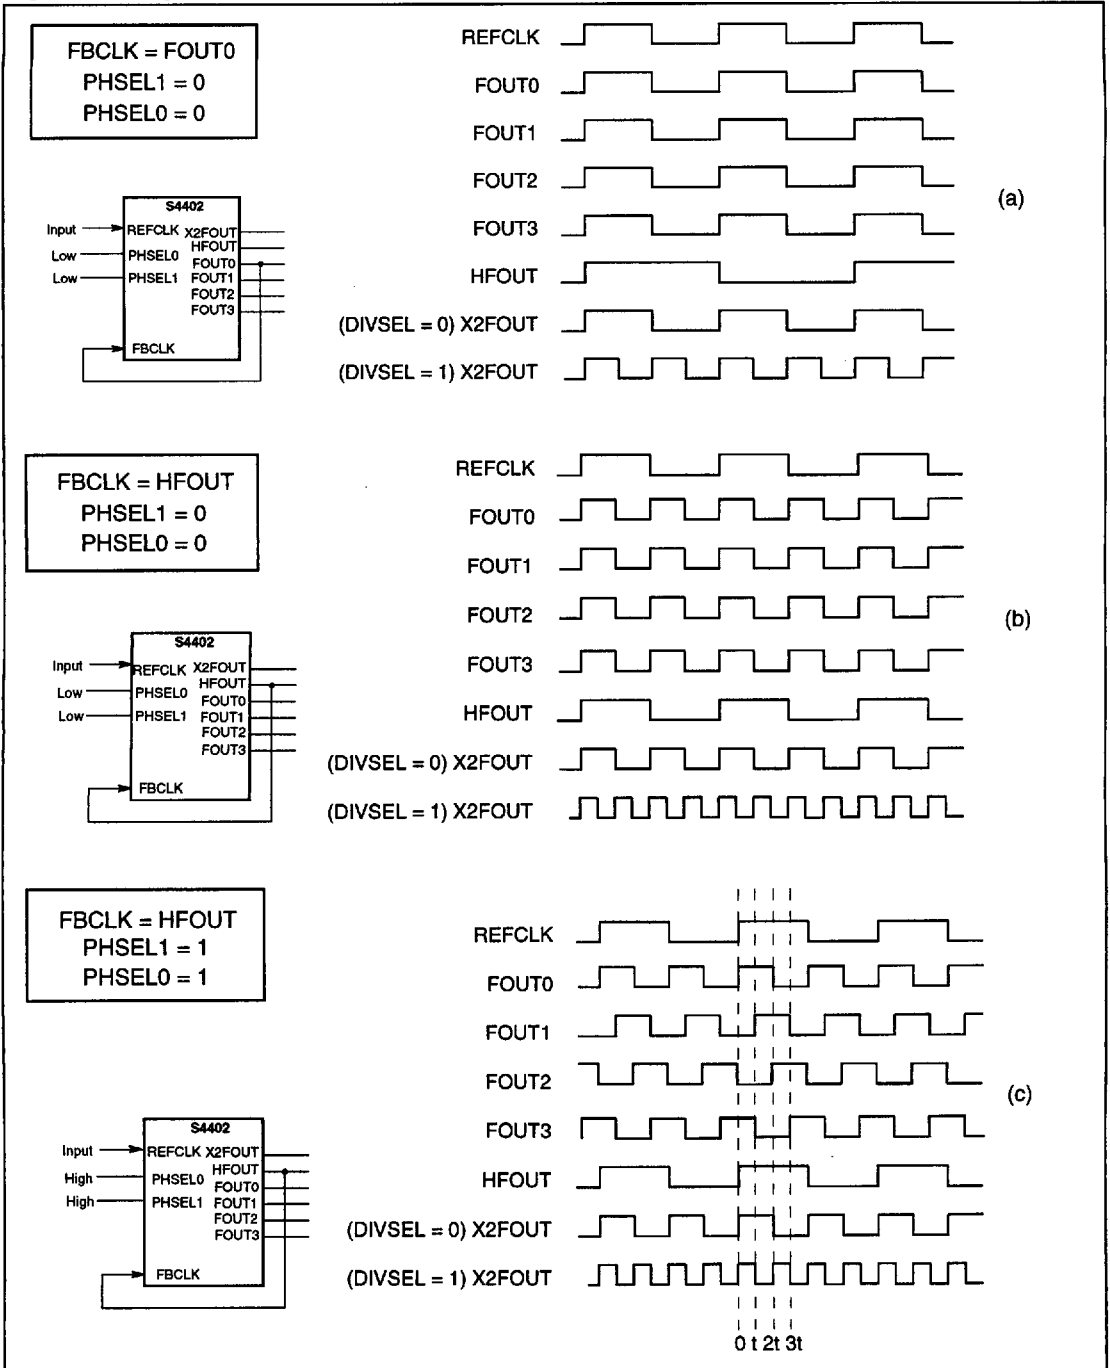 FBCLK = FOUT0
PHSEL1 = 0
PHSEL0 = 0
S4402
Input
REFCLK
X2FOUT
HFOUT
Low
PHSEL0
FOUT0
Low
PHSEL1
FOUT1
FOUT2
FOUT3
FBCLK
REFCLK
FOUT0
FOUT1
FOUT2
FOUT3
HFOUT
(DIVSEL = 0) X2FOUT
(DIVSEL = 1) X2FOUT
(a)
FBCLK = HFOUT
PHSEL1 = 0
PHSEL0 = 0
S4402
Input
REFCLK
X2FOUT
HFOUT
Low
PHSEL0
FOUT0
Low
PHSEL1
FOUT1
FOUT2
FOUT3
FBCLK
REFCLK
FOUT0
FOUT1
FOUT2
FOUT3
HFOUT
(DIVSEL = 0) X2FOUT
(DIVSEL = 1) X2FOUT
(b)
FBCLK = HFOUT
PHSEL1 = 1
PHSEL0 = 1
S4402
Input
REFCLK
X2FOUT
HFOUT
High
PHSEL0
FOUT0
High
PHSEL1
FOUT1
FOUT2
FOUT3
FBCLK
REFCLK
FOUT0
FOUT1
FOUT2
FOUT3
HFOUT
(DIVSEL = 0) X2FOUT
(DIVSEL = 1) X2FOUT
(c)
0 t 2t 3t